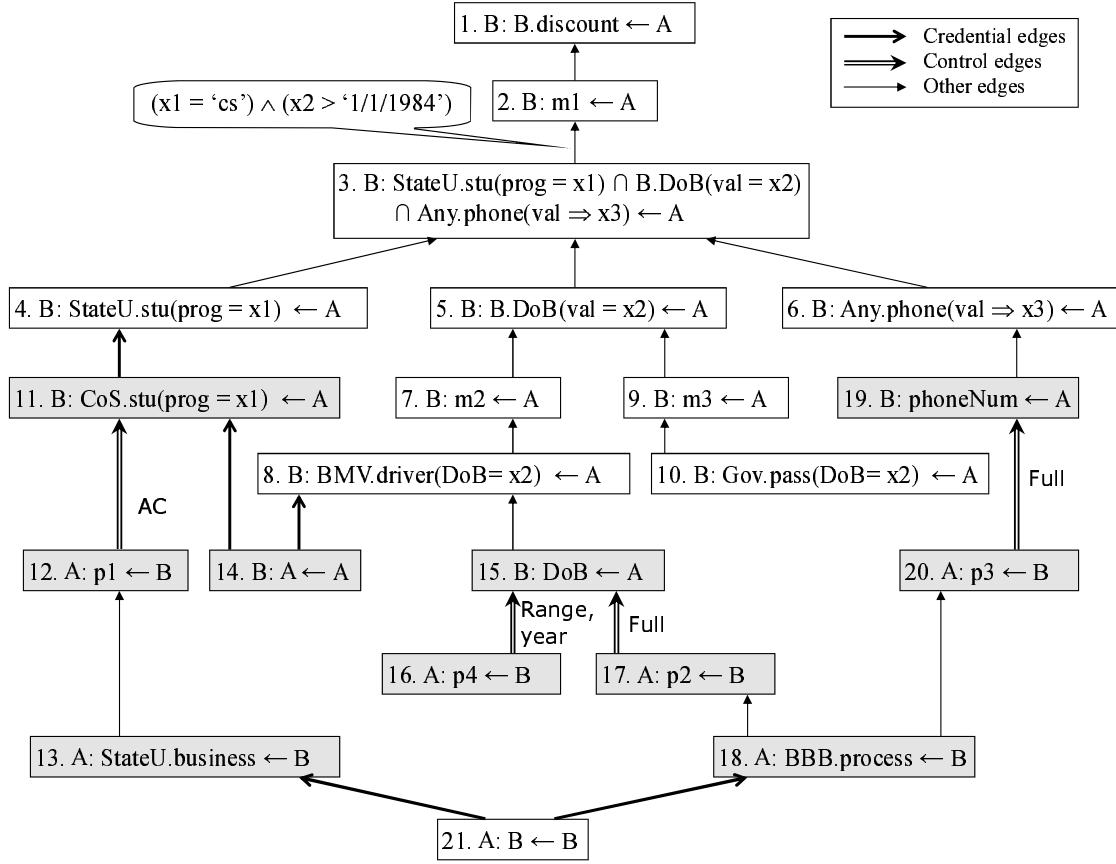 1. B: B.discount ← A
Credential edges
Control edges
Other edges
(x1 = ‘cs’) ∧ (x2 > ‘1/1/1984’)
2. B: m1 ← A
3. B: StateU.stu(prog = x1) ∩ B.DoB(val = x2)
∩ Any.phone(val ⇒ x3) ← A
4. B: StateU.stu(prog = x1) ← A
5. B: B.DoB(val = x2) ← A
6. B: Any.phone(val ⇒ x3) ← A
11. B: CoS.stu(prog = x1) ← A
7. B: m2 ← A
9. B: m3 ← A
19. B: phoneNum ← A
8. B: BMV.driver(DoB= x2) ← A
10. B: Gov.pass(DoB= x2) ← A
AC
Full
12. A: p1 ← B
14. B: A ← A
15. B: DoB ← A
20. A: p3 ← B
Range,
year
Full
16. A: p4 ← B
17. A: p2 ← B
13. A: StateU.business ← B
18. A: BBB.process ← B
21. A: B ← B